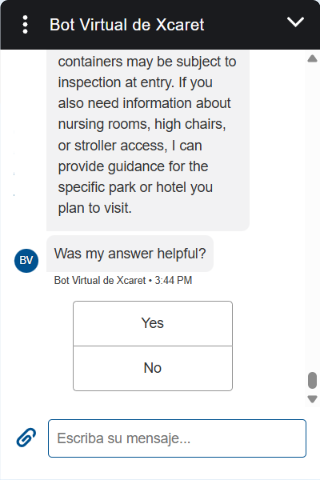 Bot Virtual de Xcaret
containers may be subject to
inspection at entry. If you
also need information about
nursing rooms, high chairs,
or stroller access, I can
provide guidance for the
specific park or hotel you
plan to visit.
Was my answer helpful?
BV
Bot Virtual de Xcaret • 3:44 PM
Yes
No
Escriba su mensaje...